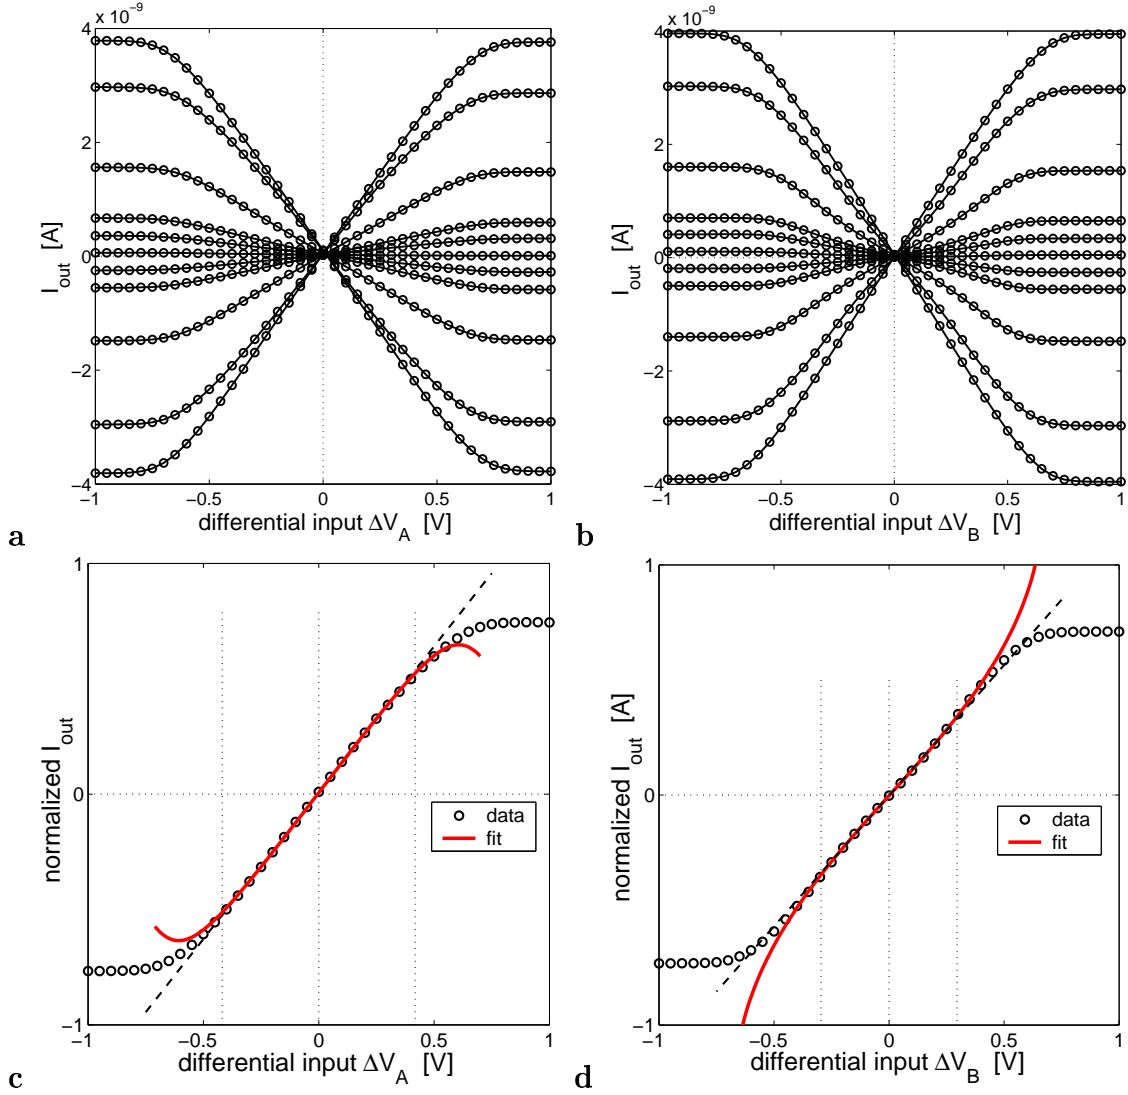 x 10⁻⁹
4
2
0
−2
−4
−1
−0.5
0
0.5
1
I_out [A]
differential input ΔV_A [V]
a
x 10⁻⁹
4
2
0
−2
−4
−1
−0.5
0
0.5
1
I_out [A]
differential input ΔV_B [V]
b
1
0
−1
−1
−0.5
0
0.5
1
normalized I_out
data
fit
differential input ΔV_A [V]
c
1
0
−1
−1
−0.5
0
0.5
1
normalized I_out [A]
data
fit
differential input ΔV_B [V]
d